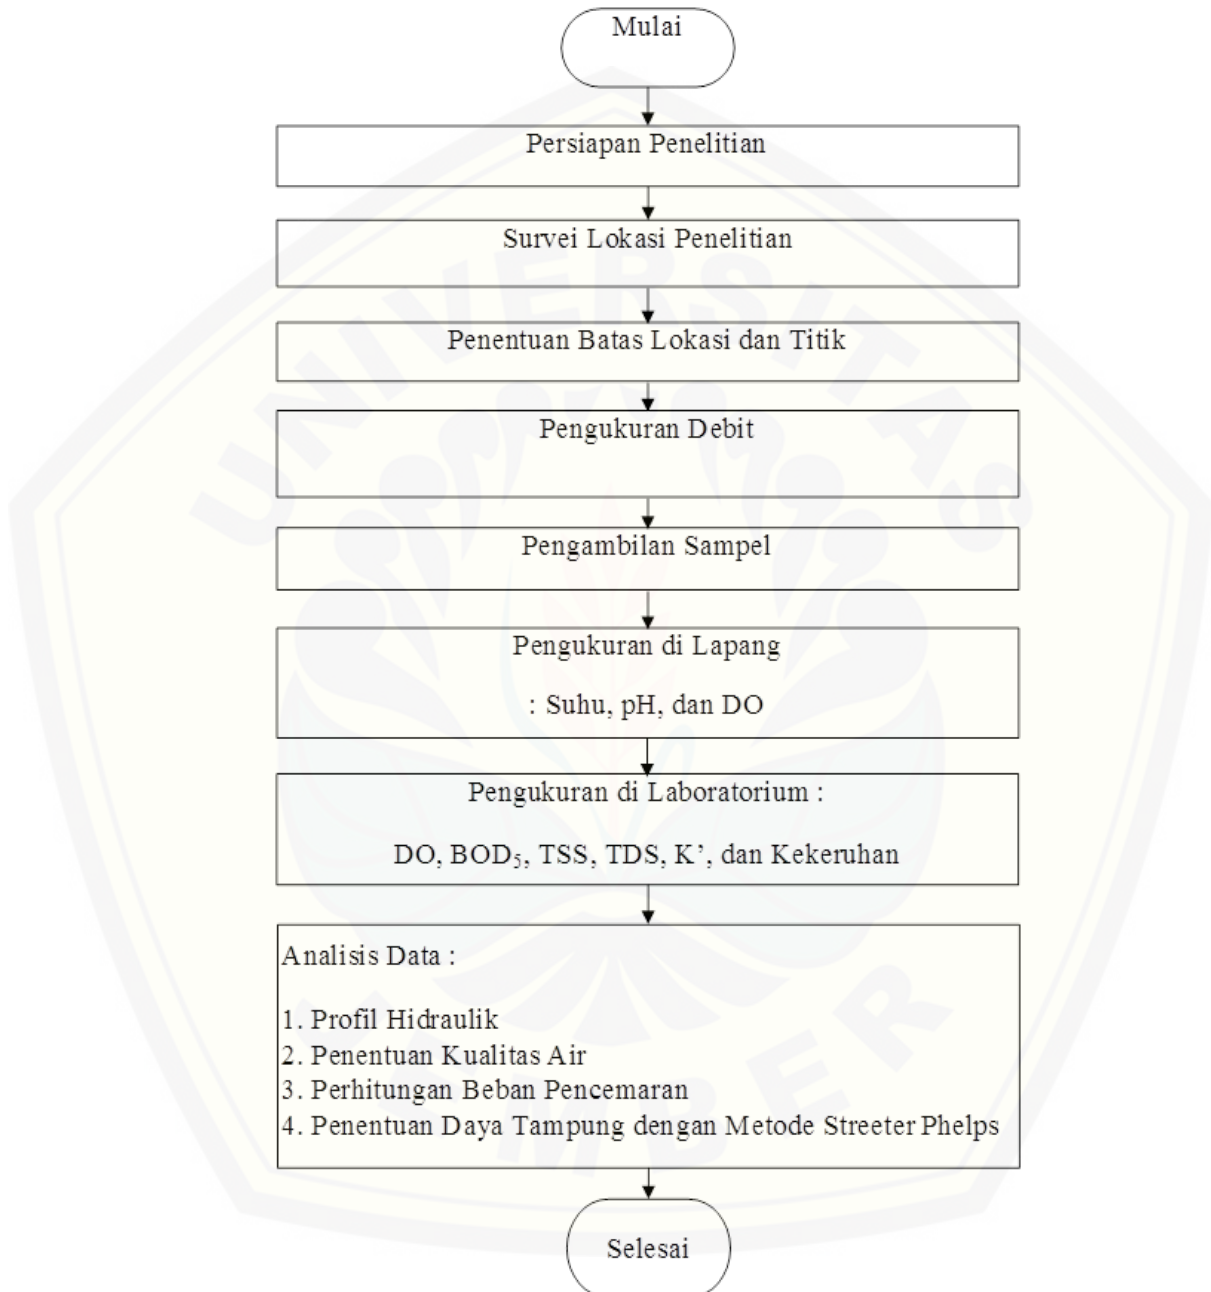 Mulai
Persiapan Penelitian
Survei Lokasi Penelitian
Penentuan Batas Lokasi dan Titik
Pengukuran Debit
Pengambilan Sampel
Pengukuran di Lapang
: Suhu, pH, dan DO
Pengukuran di Laboratorium :
DO, BOD₅, TSS, TDS, K’, dan Kekeruhan
Analisis Data :
1. Profil Hidraulik
2. Penentuan Kualitas Air
3. Perhitungan Beban Pencemaran
4. Penentuan Daya Tampung dengan Metode Streeter Phelps
Selesai
UNIVERSITAS
JEMBER